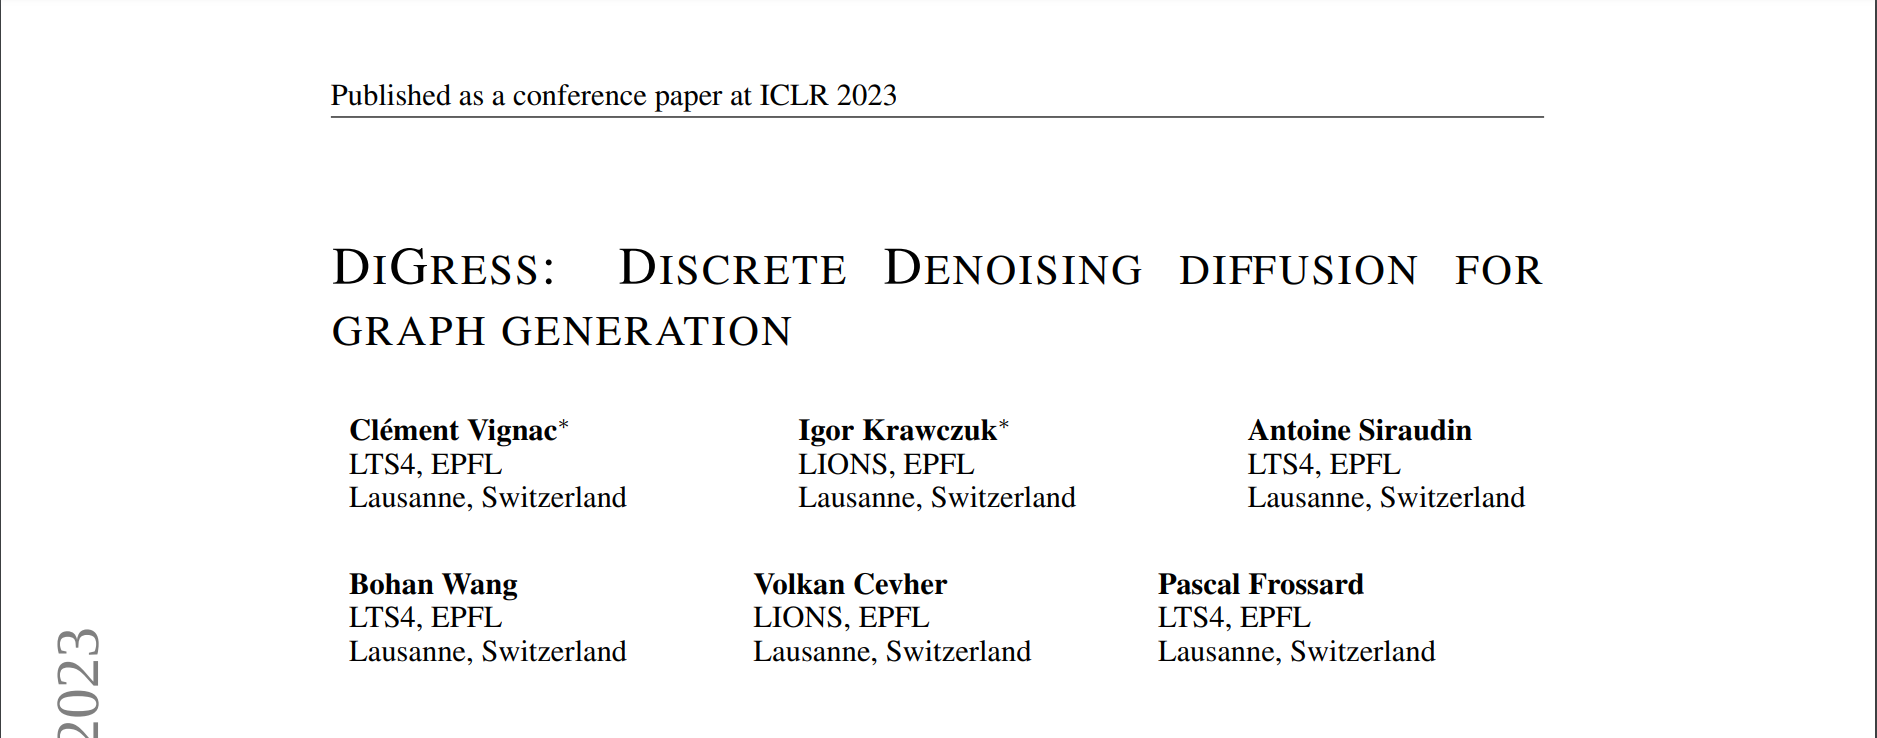 Published as a conference paper at ICLR 2023
DIGRESS: DISCRETE DENOISING DIFFUSION FOR
GRAPH GENERATION
Clément Vignac* Igor Krawczuk* Antoine Siraudin
LTS4, EPFL LIONS, EPFL LTS4, EPFL
Lausanne, Switzerland Lausanne, Switzerland Lausanne, Switzerland
Bohan Wang Volkan Cevher Pascal Frossard
LTS4, EPFL LIONS, EPFL LTS4, EPFL
Lausanne, Switzerland Lausanne, Switzerland Lausanne, Switzerland
2023